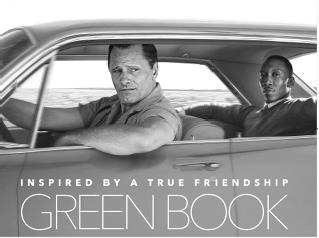 INSPIRED BY A TRUE FRIENDSHIP
GREEN BOOK